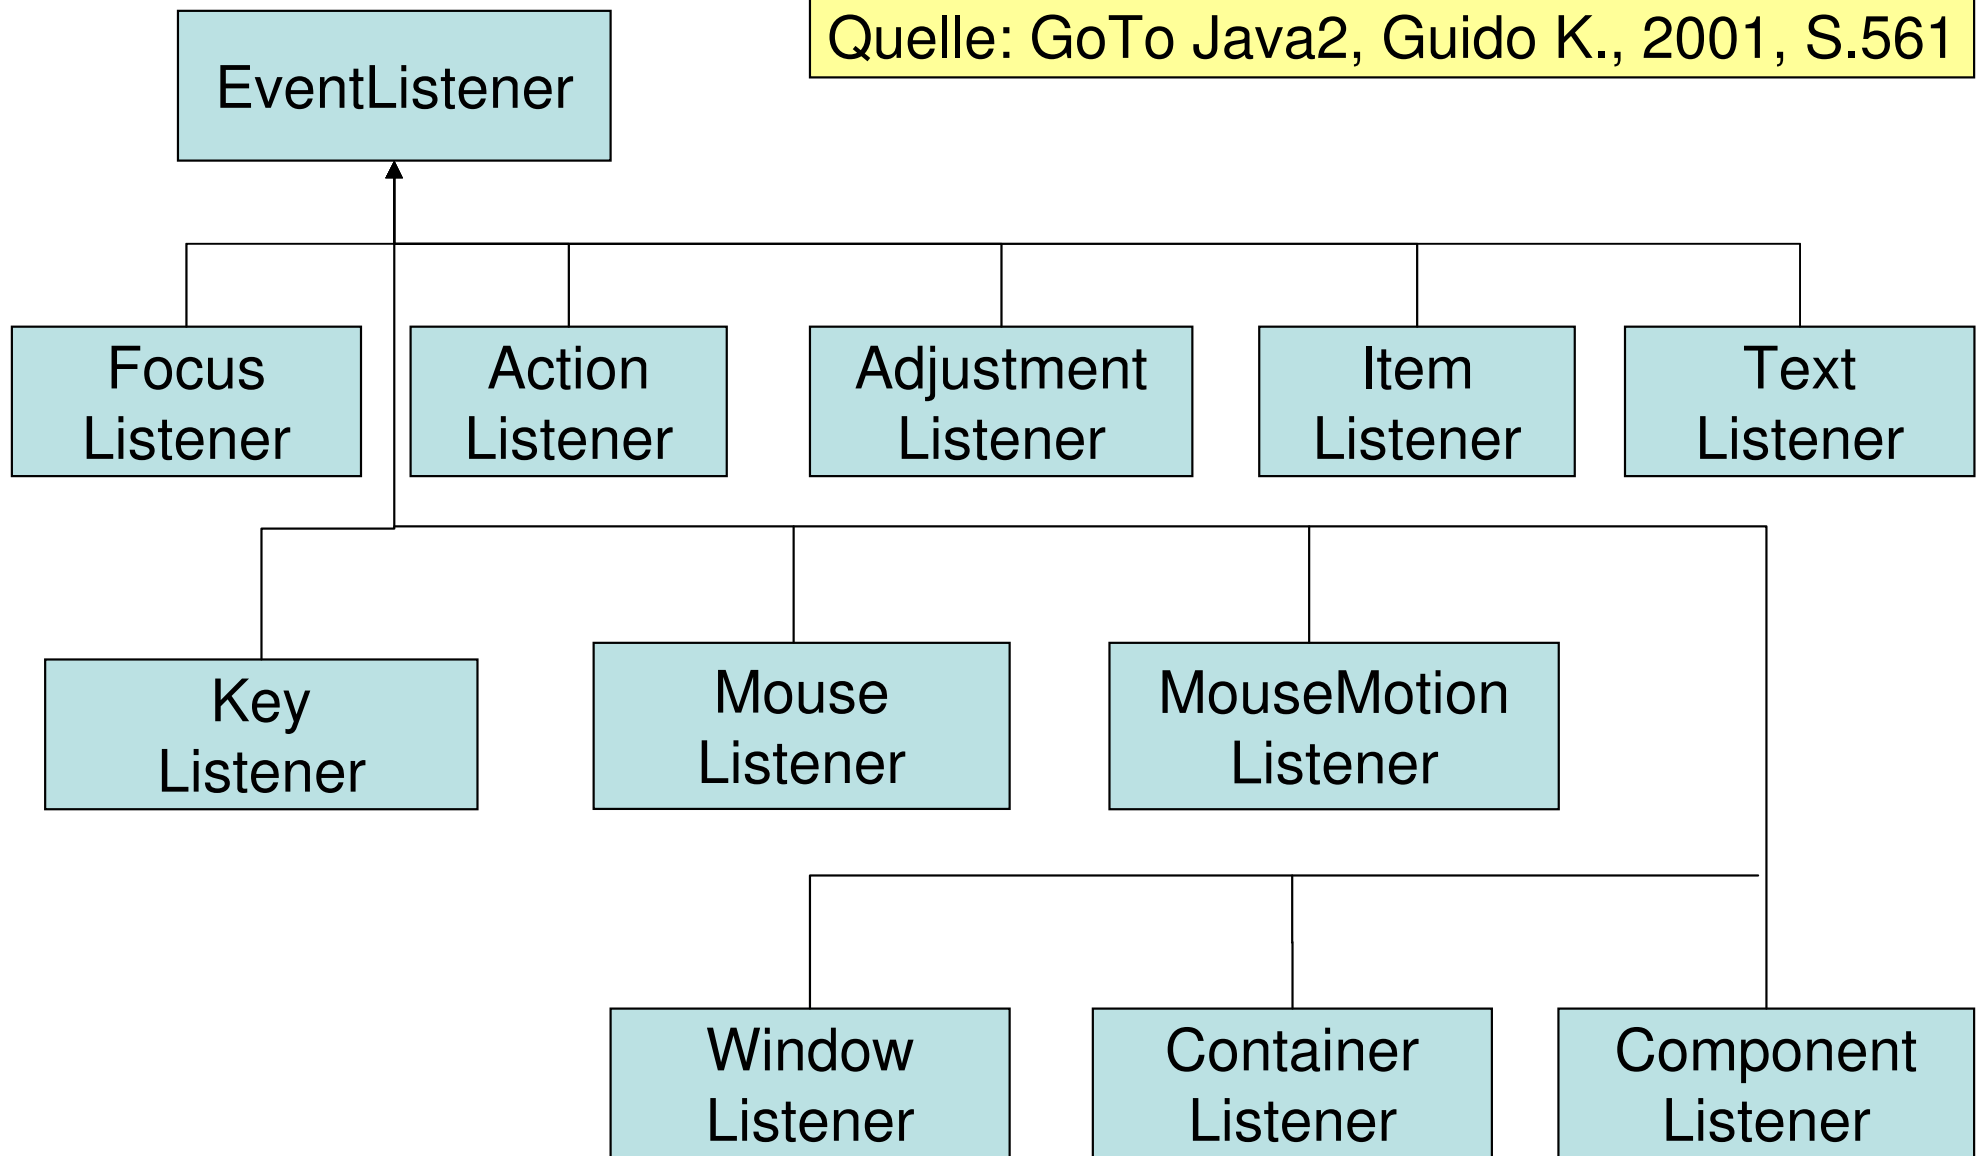 Quelle: GoTo Java2, Guido K., 2001, S.561
EventListener
Focus
Listener
Action
Listener
Adjustment
Listener
Item
Listener
Text
Listener
Key
Listener
Mouse
Listener
MouseMotion
Listener
Window
Listener
Container
Listener
Component
Listener